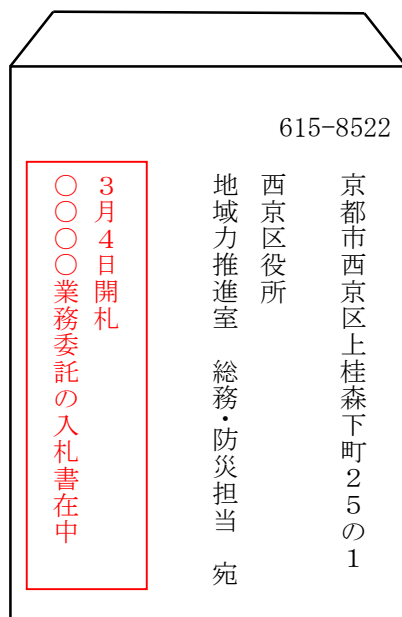 615-8522
京都市西京区上桂森下町２５の１
西京区役所
地域力推進室　総務・防災担当　宛
３月４日開札
〇〇〇〇業務委託の入札書在中